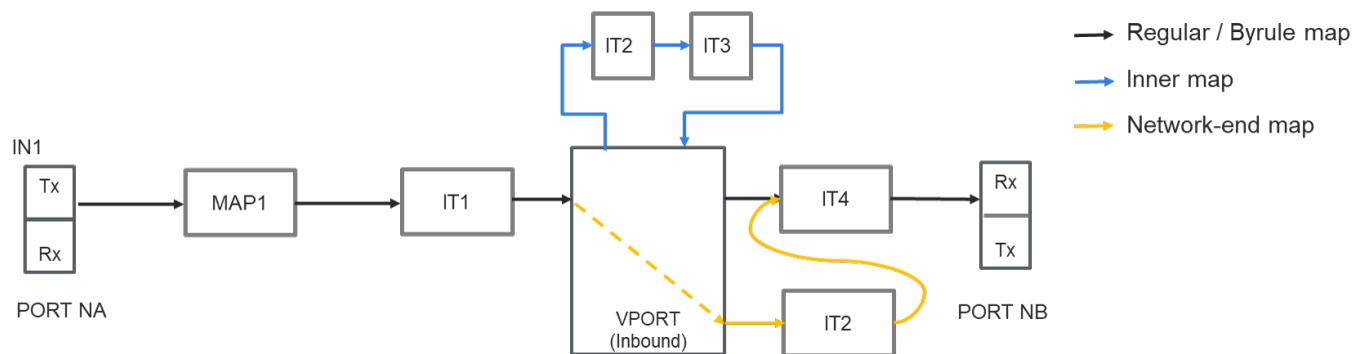 IT2
IT3
Regular / Byrule map
Inner map
Network-end map
IN1
Tx
Rx
MAP1
IT1
IT4
Rx
Tx
PORT NA
VPORT
(Inbound)
IT2
PORT NB